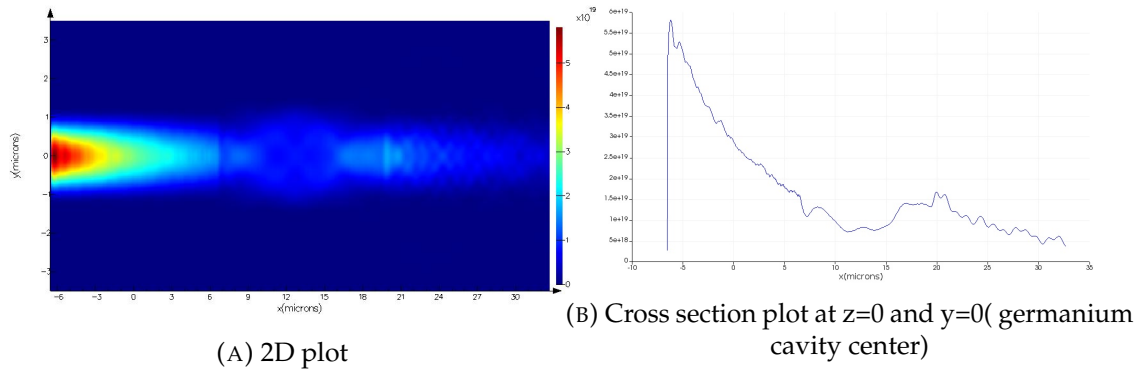 x10^19
3
2
1
0
-1
-2
-3
y(microns)
-6 -3 0 3 6 9 12 15 18 21 24 27 30
x(microns)
5
4
3
2
1
0
(A) 2D plot
6e+19
5.5e+19
5e+19
4.5e+19
4e+19
3.5e+19
3e+19
2.5e+19
2e+19
1.5e+19
1e+19
5e+18
0
-10 -5 0 5 10 15 20 25 30 35
x(microns)
(B) Cross section plot at z=0 and y=0( germanium
cavity center)